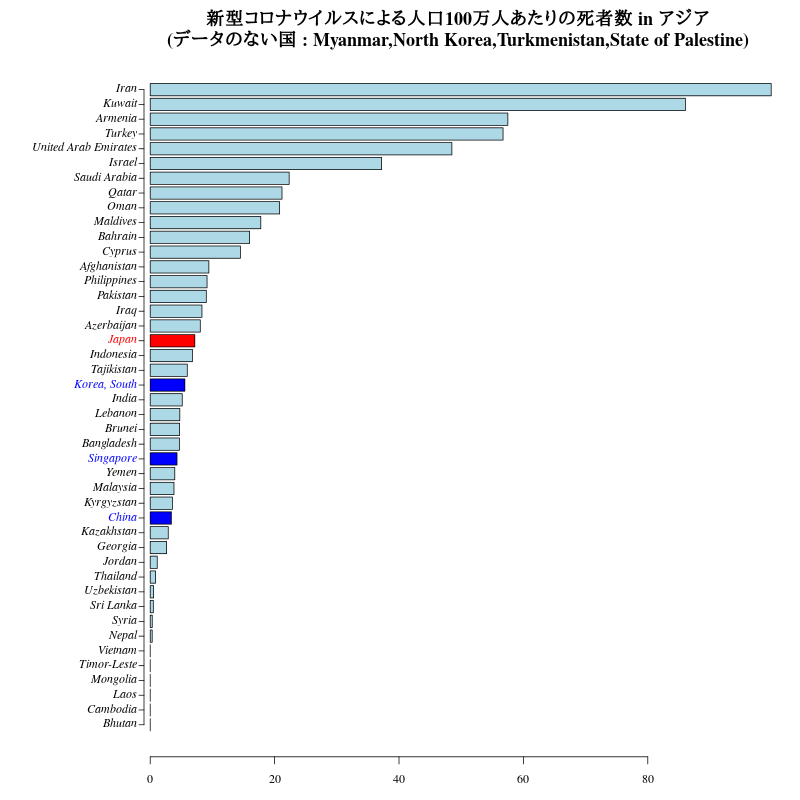 新型コロナウイルスによる人口100万人あたりの死者数 in アジア
(データのない国 : Myanmar,North Korea,Turkmenistan,State of Palestine)
Iran
Kuwait
Armenia
Turkey
United Arab Emirates
Israel
Saudi Arabia
Qatar
Oman
Maldives
Bahrain
Cyprus
Afghanistan
Philippines
Pakistan
Iraq
Azerbaijan
Japan
Indonesia
Tajikistan
Korea, South
India
Lebanon
Brunei
Bangladesh
Singapore
Yemen
Malaysia
Kyrgyzstan
China
Kazakhstan
Georgia
Jordan
Thailand
Uzbekistan
Sri Lanka
Syria
Nepal
Vietnam
Timor-Leste
Mongolia
Laos
Cambodia
Bhutan
0 20 40 60 80